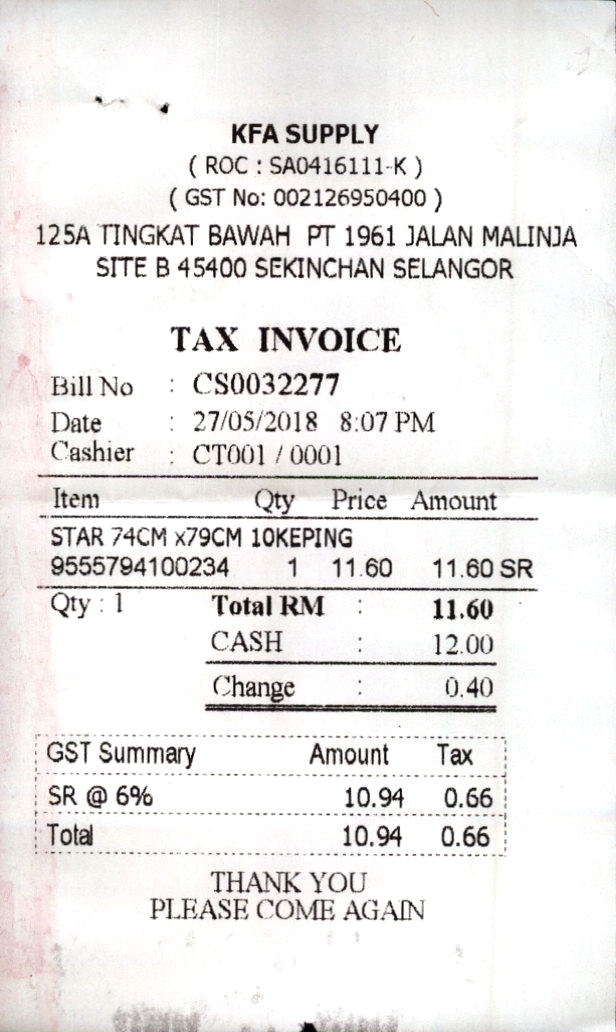 KFA SUPPLY
( ROC : SA0416111-K )
( GST No: 002126950400 )
125A TINGKAT BAWAH PT 1961 JALAN MALINJA
SITE B 45400 SEKINCHAN SELANGOR
TAX INVOICE
Bill No : CS0032277
Date : 27/05/2018 8:07 PM
Cashier : CT001 / 0001
Item Qty Price Amount
STAR 74CM x79CM 10KEPING
9555794100234 1 11.60 11.60 SR
Qty : 1 Total RM : 11.60
CASH : 12.00
Change : 0.40
GST Summary Amount Tax
SR @ 6% 10.94 0.66
Total 10.94 0.66
THANK YOU
PLEASE COME AGAIN